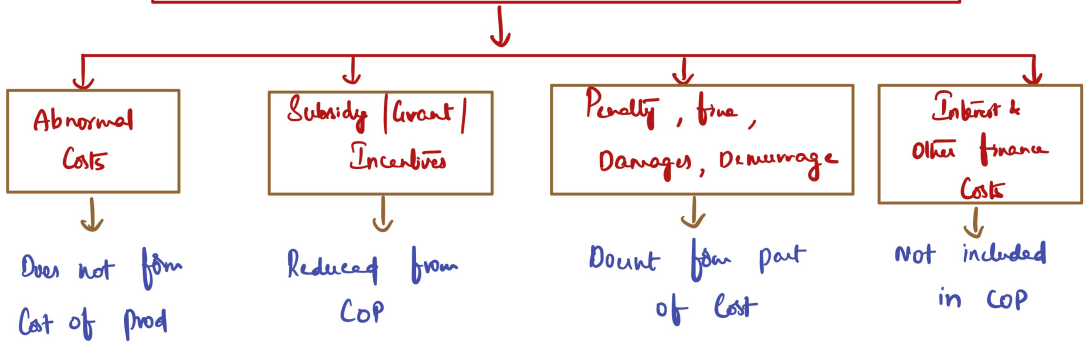 Abnormal
Costs
Subsidy / Grant /
Incentives
Penalty, fine,
Damages, Demurrage
Interest &
Other finance
Costs
Does not form
Cost of prod
Reduced from
COP
Doesnt form part
of Cost
Not included
in COP